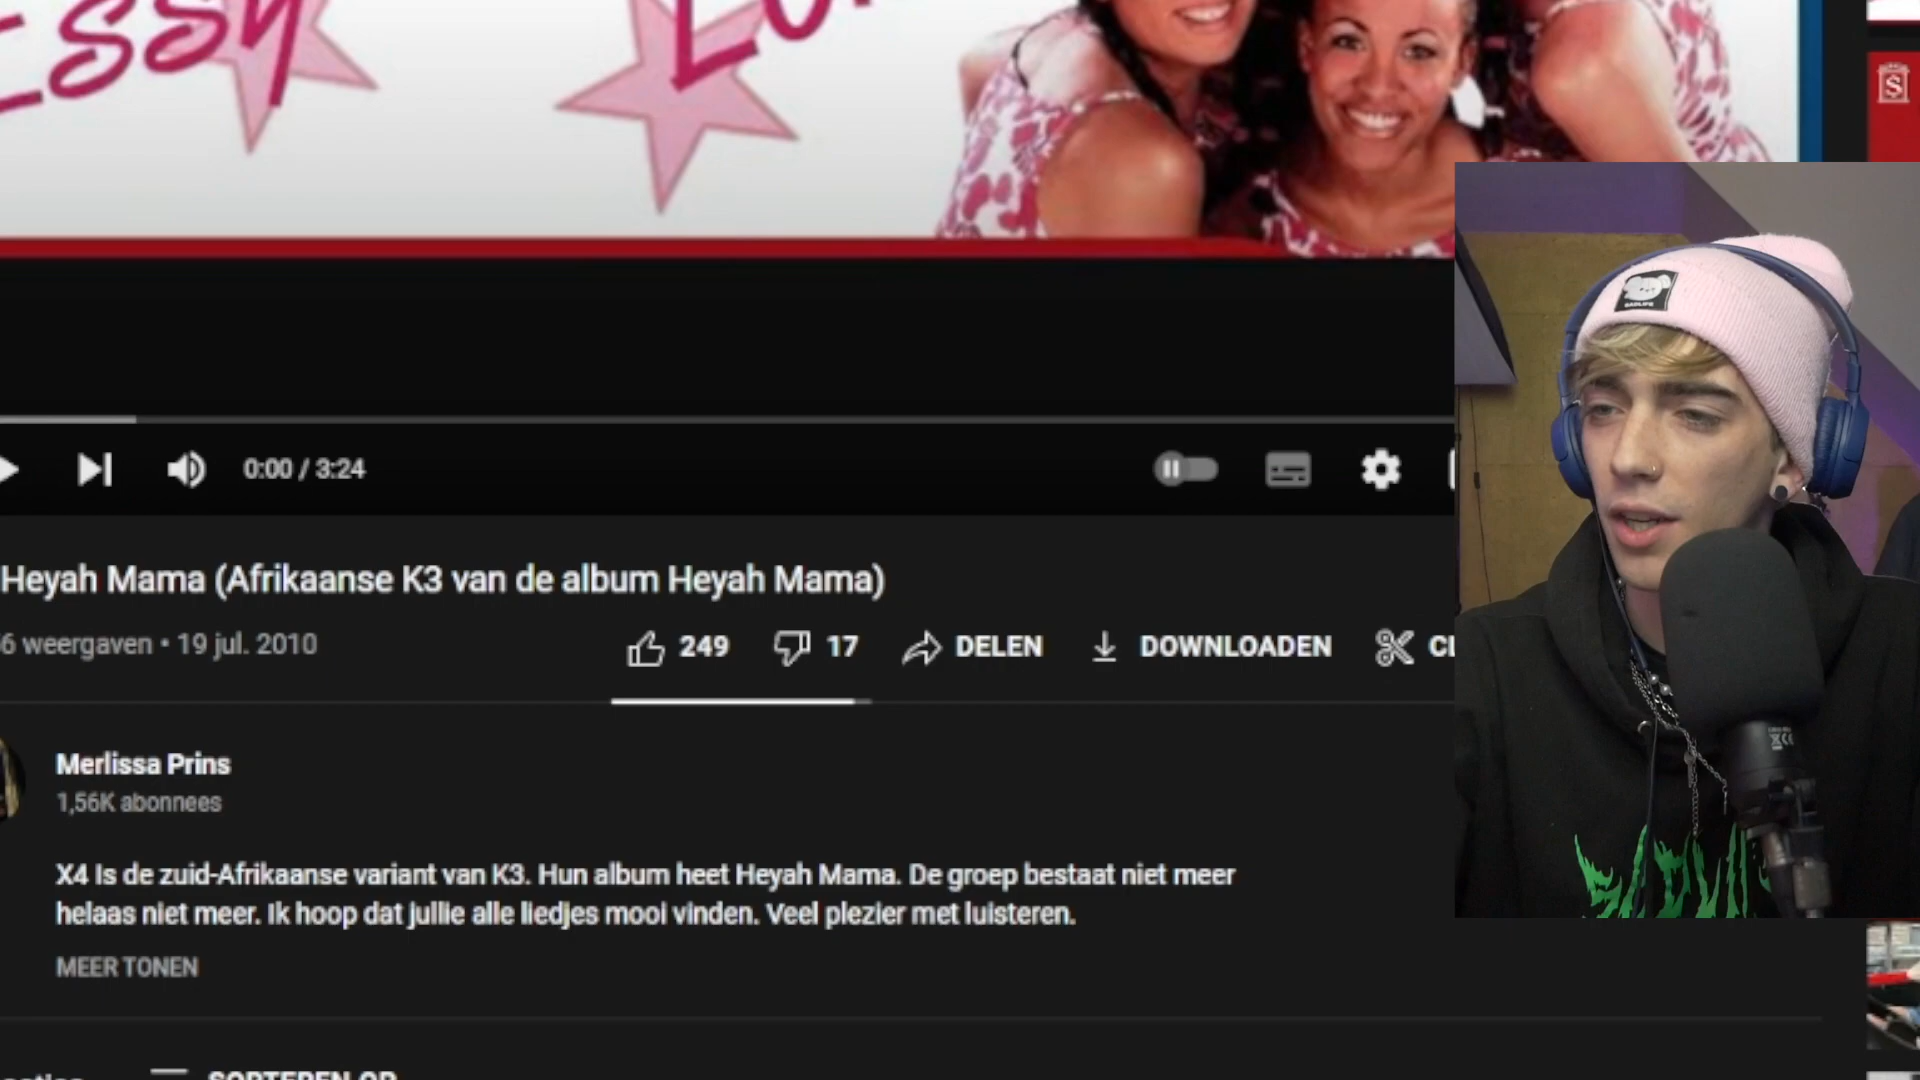 0:00 / 3:24
Heyah Mama (Afrikaanse K3 van de album Heyah Mama)
6 weergaven • 19 jul. 2010
249 17 DELEN DOWNLOADEN
Merlissa Prins
1,56K abonnees
X4 Is de zuid-Afrikaanse variant van K3. Hun album heet Heyah Mama. De groep bestaat niet meer
helaas niet meer. Ik hoop dat jullie alle liedjes mooi vinden. Veel plezier met luisteren.
MEER TONEN
SORTEREN OP